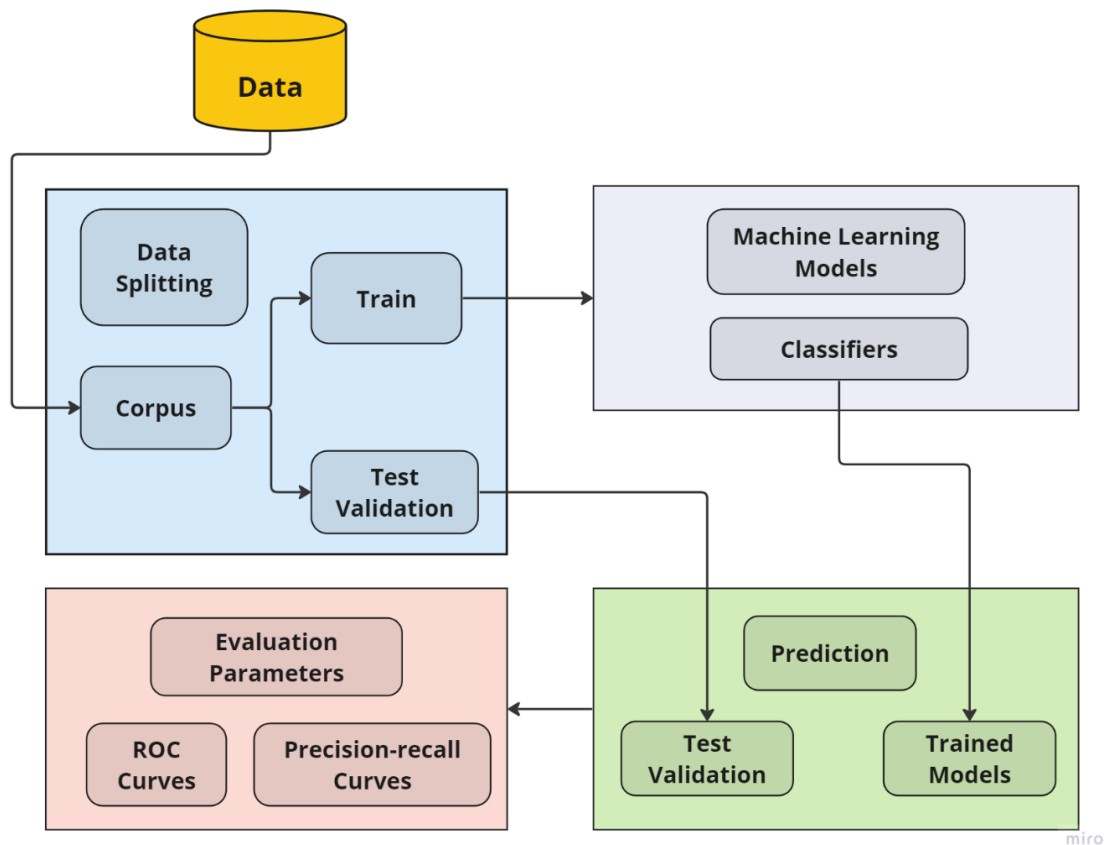 Data
Data
Splitting
Train
Corpus
Test
Validation
Machine Learning
Models
Classifiers
Evaluation
Parameters
ROC
Curves
Precision-recall
Curves
Prediction
Test
Validation
Trained
Models
miro